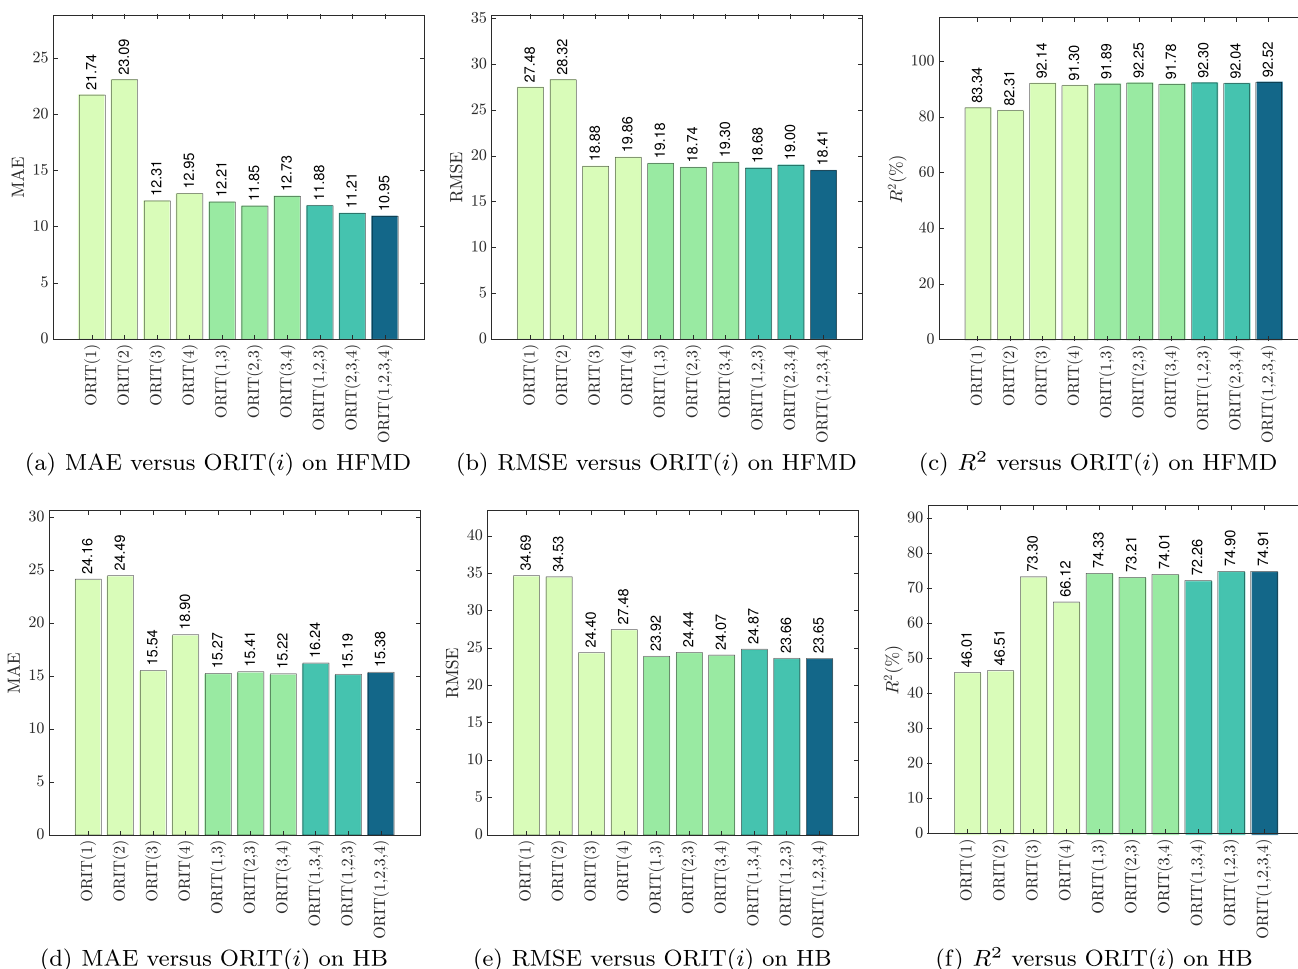 MAE
25
20
15
10
5
0
21.74
23.09
12.31
12.95
12.21
11.85
12.73
11.88
11.21
10.95
ORIT(1)
ORIT(2)
ORIT(3)
ORIT(4)
ORIT(1,3)
ORIT(2,3)
ORIT(3,4)
ORIT(1,2,3)
ORIT(2,3,4)
ORIT(1,2,3,4)
(a) MAE versus ORIT(i) on HFMD
RMSE
35
30
25
20
15
10
5
0
27.48
28.32
18.88
19.86
19.18
18.74
19.30
18.68
19.00
18.41
ORIT(1)
ORIT(2)
ORIT(3)
ORIT(4)
ORIT(1,3)
ORIT(2,3)
ORIT(3,4)
ORIT(1,2,3)
ORIT(2,3,4)
ORIT(1,2,3,4)
(b) RMSE versus ORIT(i) on HFMD
R²(%)
100
80
60
40
20
0
83.34
82.31
92.14
91.30
91.89
92.25
91.78
92.30
92.04
92.52
ORIT(1)
ORIT(2)
ORIT(3)
ORIT(4)
ORIT(1,3)
ORIT(2,3)
ORIT(3,4)
ORIT(1,2,3)
ORIT(2,3,4)
ORIT(1,2,3,4)
(c) R² versus ORIT(i) on HFMD
MAE
30
25
20
15
10
5
0
24.16
24.49
15.54
18.90
15.27
15.41
15.22
16.24
15.19
15.38
ORIT(1)
ORIT(2)
ORIT(3)
ORIT(4)
ORIT(1,3)
ORIT(2,3)
ORIT(3,4)
ORIT(1,3,4)
ORIT(1,2,3)
ORIT(1,2,3,4)
(d) MAE versus ORIT(i) on HB
RMSE
40
35
30
25
20
15
10
5
0
34.69
34.53
24.40
27.48
23.92
24.44
24.07
24.87
23.66
23.65
ORIT(1)
ORIT(2)
ORIT(3)
ORIT(4)
ORIT(1,3)
ORIT(2,3)
ORIT(3,4)
ORIT(1,3,4)
ORIT(1,2,3)
ORIT(1,2,3,4)
(e) RMSE versus ORIT(i) on HB
R²(%)
90
80
70
60
50
40
30
20
10
0
46.01
46.51
73.30
66.12
74.33
73.21
74.01
72.26
74.90
74.91
ORIT(1)
ORIT(2)
ORIT(3)
ORIT(4)
ORIT(1,3)
ORIT(2,3)
ORIT(3,4)
ORIT(1,3,4)
ORIT(1,2,3)
ORIT(1,2,3,4)
(f) R² versus ORIT(i) on HB